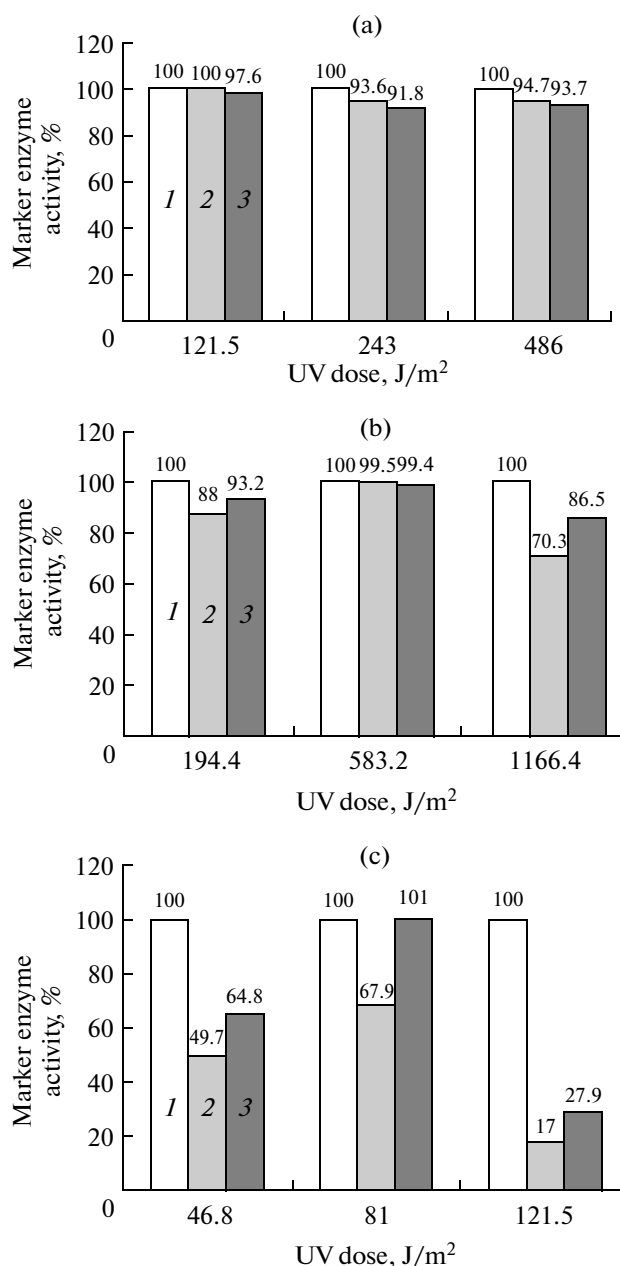 (a)
120
100
80
60
40
20
0
Marker enzyme
activity, %
100 100 97.6
100 93.6 91.8
100 94.7 93.7
1 2 3
121.5 243 486
UV dose, J/m²
(b)
120
100
80
60
40
20
0
Marker enzyme
activity, %
100 88 93.2
100 99.5 99.4
100 70.3 86.5
1 2 3
194.4 583.2 1166.4
UV dose, J/m²
(c)
120
100
80
60
40
20
0
Marker enzyme
activity, %
100 49.7 64.8
100 67.9 101
100 17 27.9
1 2 3
46.8 81 121.5
UV dose, J/m²